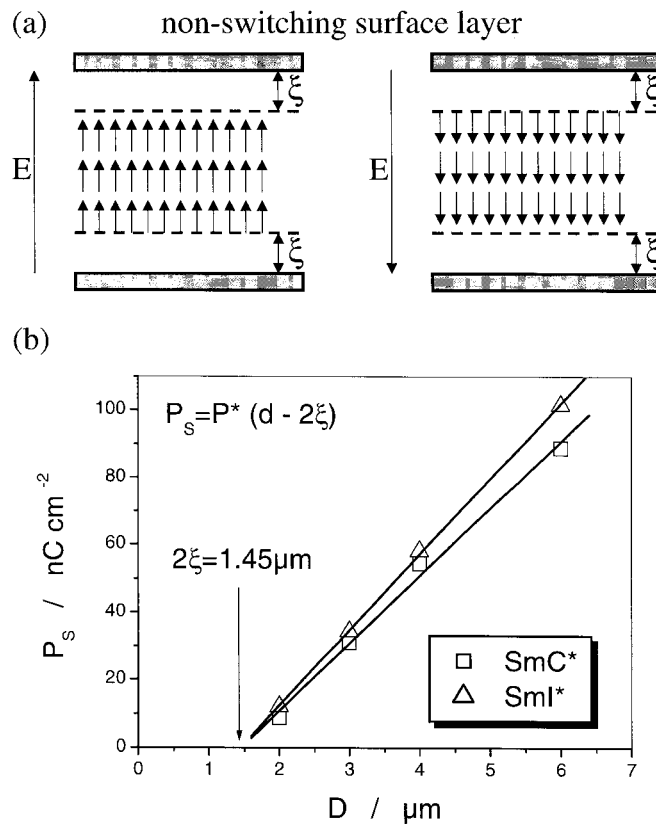 (a) non-switching surface layer
E ξ ξ
E ξ ξ
(b)
P_S=P* (d - 2ξ)
2ξ=1.45µm
P_S / nC cm⁻²
100
80
60
40
20
0
SmC*
SmI*
0 1 2 3 4 5 6 7
D / µm